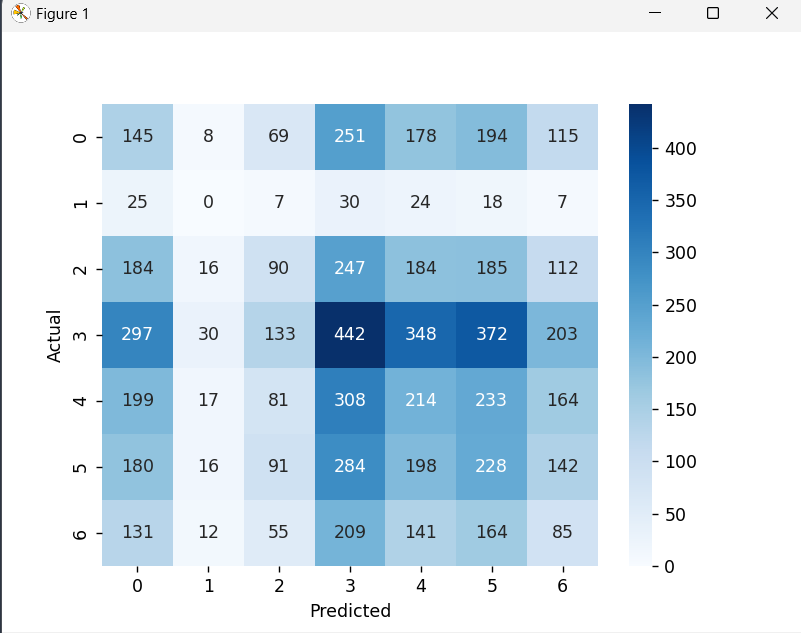 Figure 1
0 145 8 69 251 178 194 115
1 25 0 7 30 24 18 7
2 184 16 90 247 184 185 112
3 297 30 133 442 348 372 203
4 199 17 81 308 214 233 164
5 180 16 91 284 198 228 142
6 131 12 55 209 141 164 85
0 1 2 3 4 5 6
Predicted
Actual
400
350
300
250
200
150
100
50
0